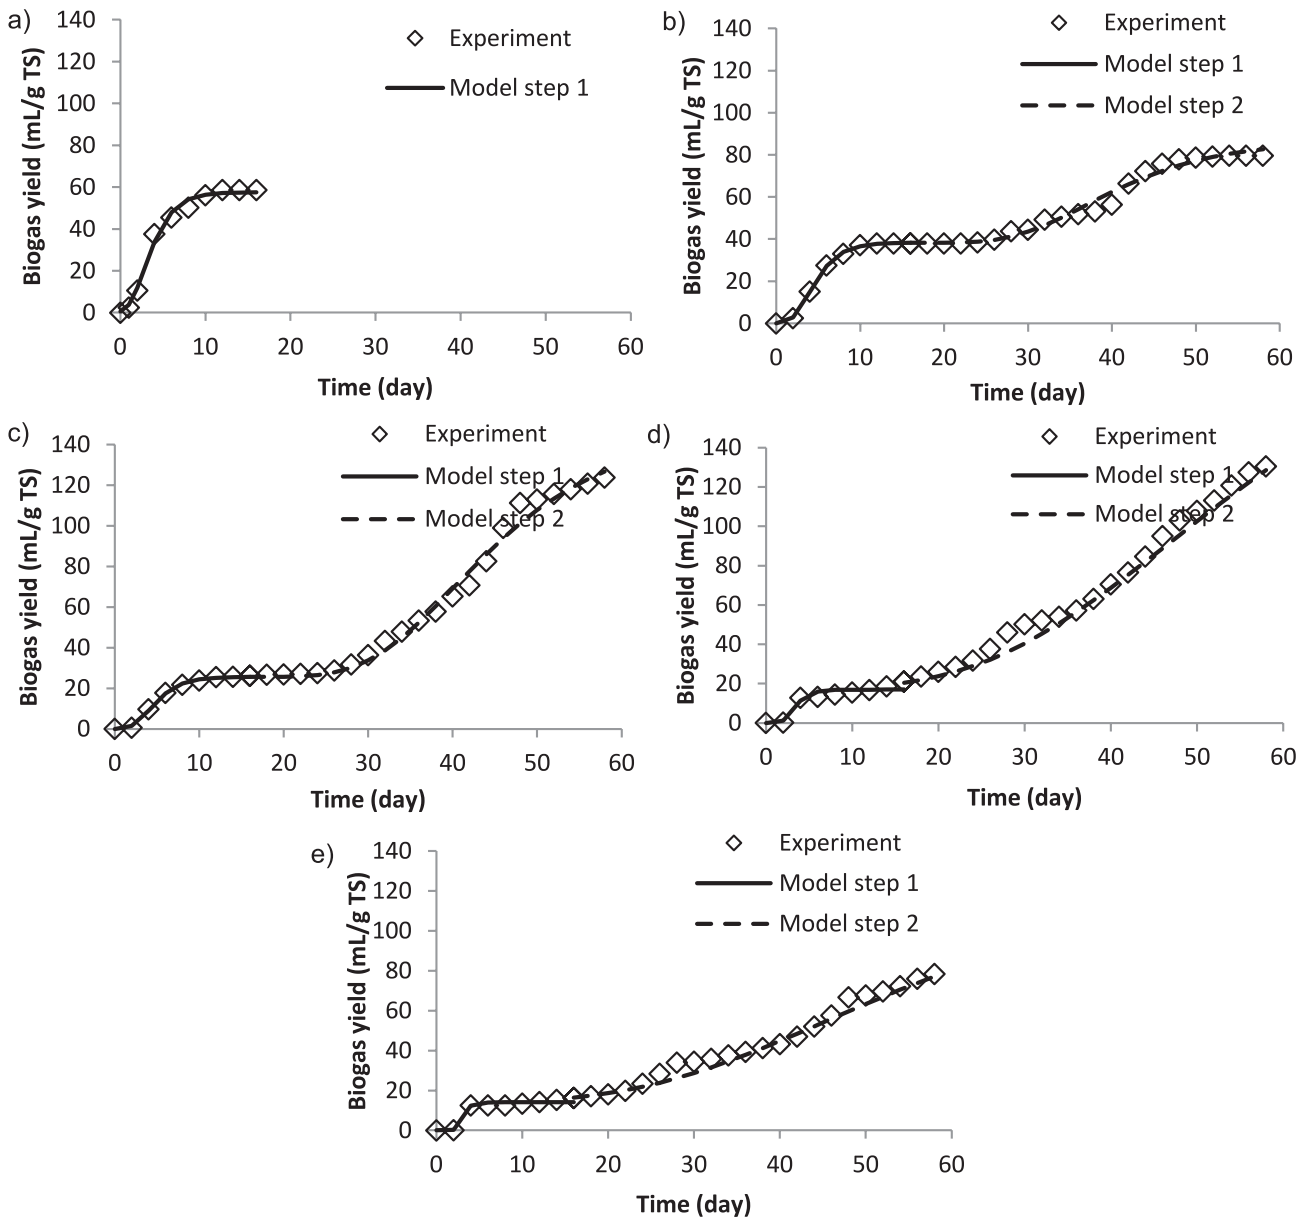 a)
Biogas yield (mL/g TS)
140
120
100
80
60
40
20
0
0 10 20 30 40 50 60
Time (day)
Experiment
Model step 1
b)
Biogas yield (mL/g TS)
140
120
100
80
60
40
20
0
0 10 20 30 40 50 60
Time (day)
Experiment
Model step 1
Model step 2
c)
Biogas yield (mL/g TS)
140
120
100
80
60
40
20
0
0 10 20 30 40 50 60
Time (day)
Experiment
Model step 1
Model step 2
d)
Biogas yield (mL/g TS)
140
120
100
80
60
40
20
0
0 10 20 30 40 50 60
Time (day)
Experiment
Model step 1
Model step 2
e)
Biogas yield (mL/g TS)
140
120
100
80
60
40
20
0
0 10 20 30 40 50 60
Time (day)
Experiment
Model step 1
Model step 2